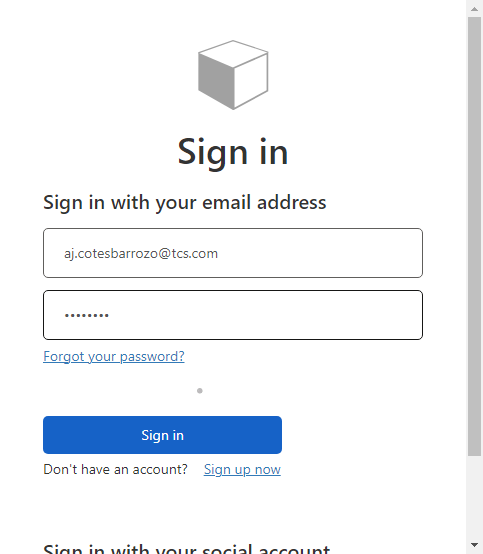 Sign in
Sign in with your email address
aj.cotesbarrozo@tcs.com
••••••••
Forgot your password?
Sign in
Don't have an account? Sign up now
Sign in with your social account